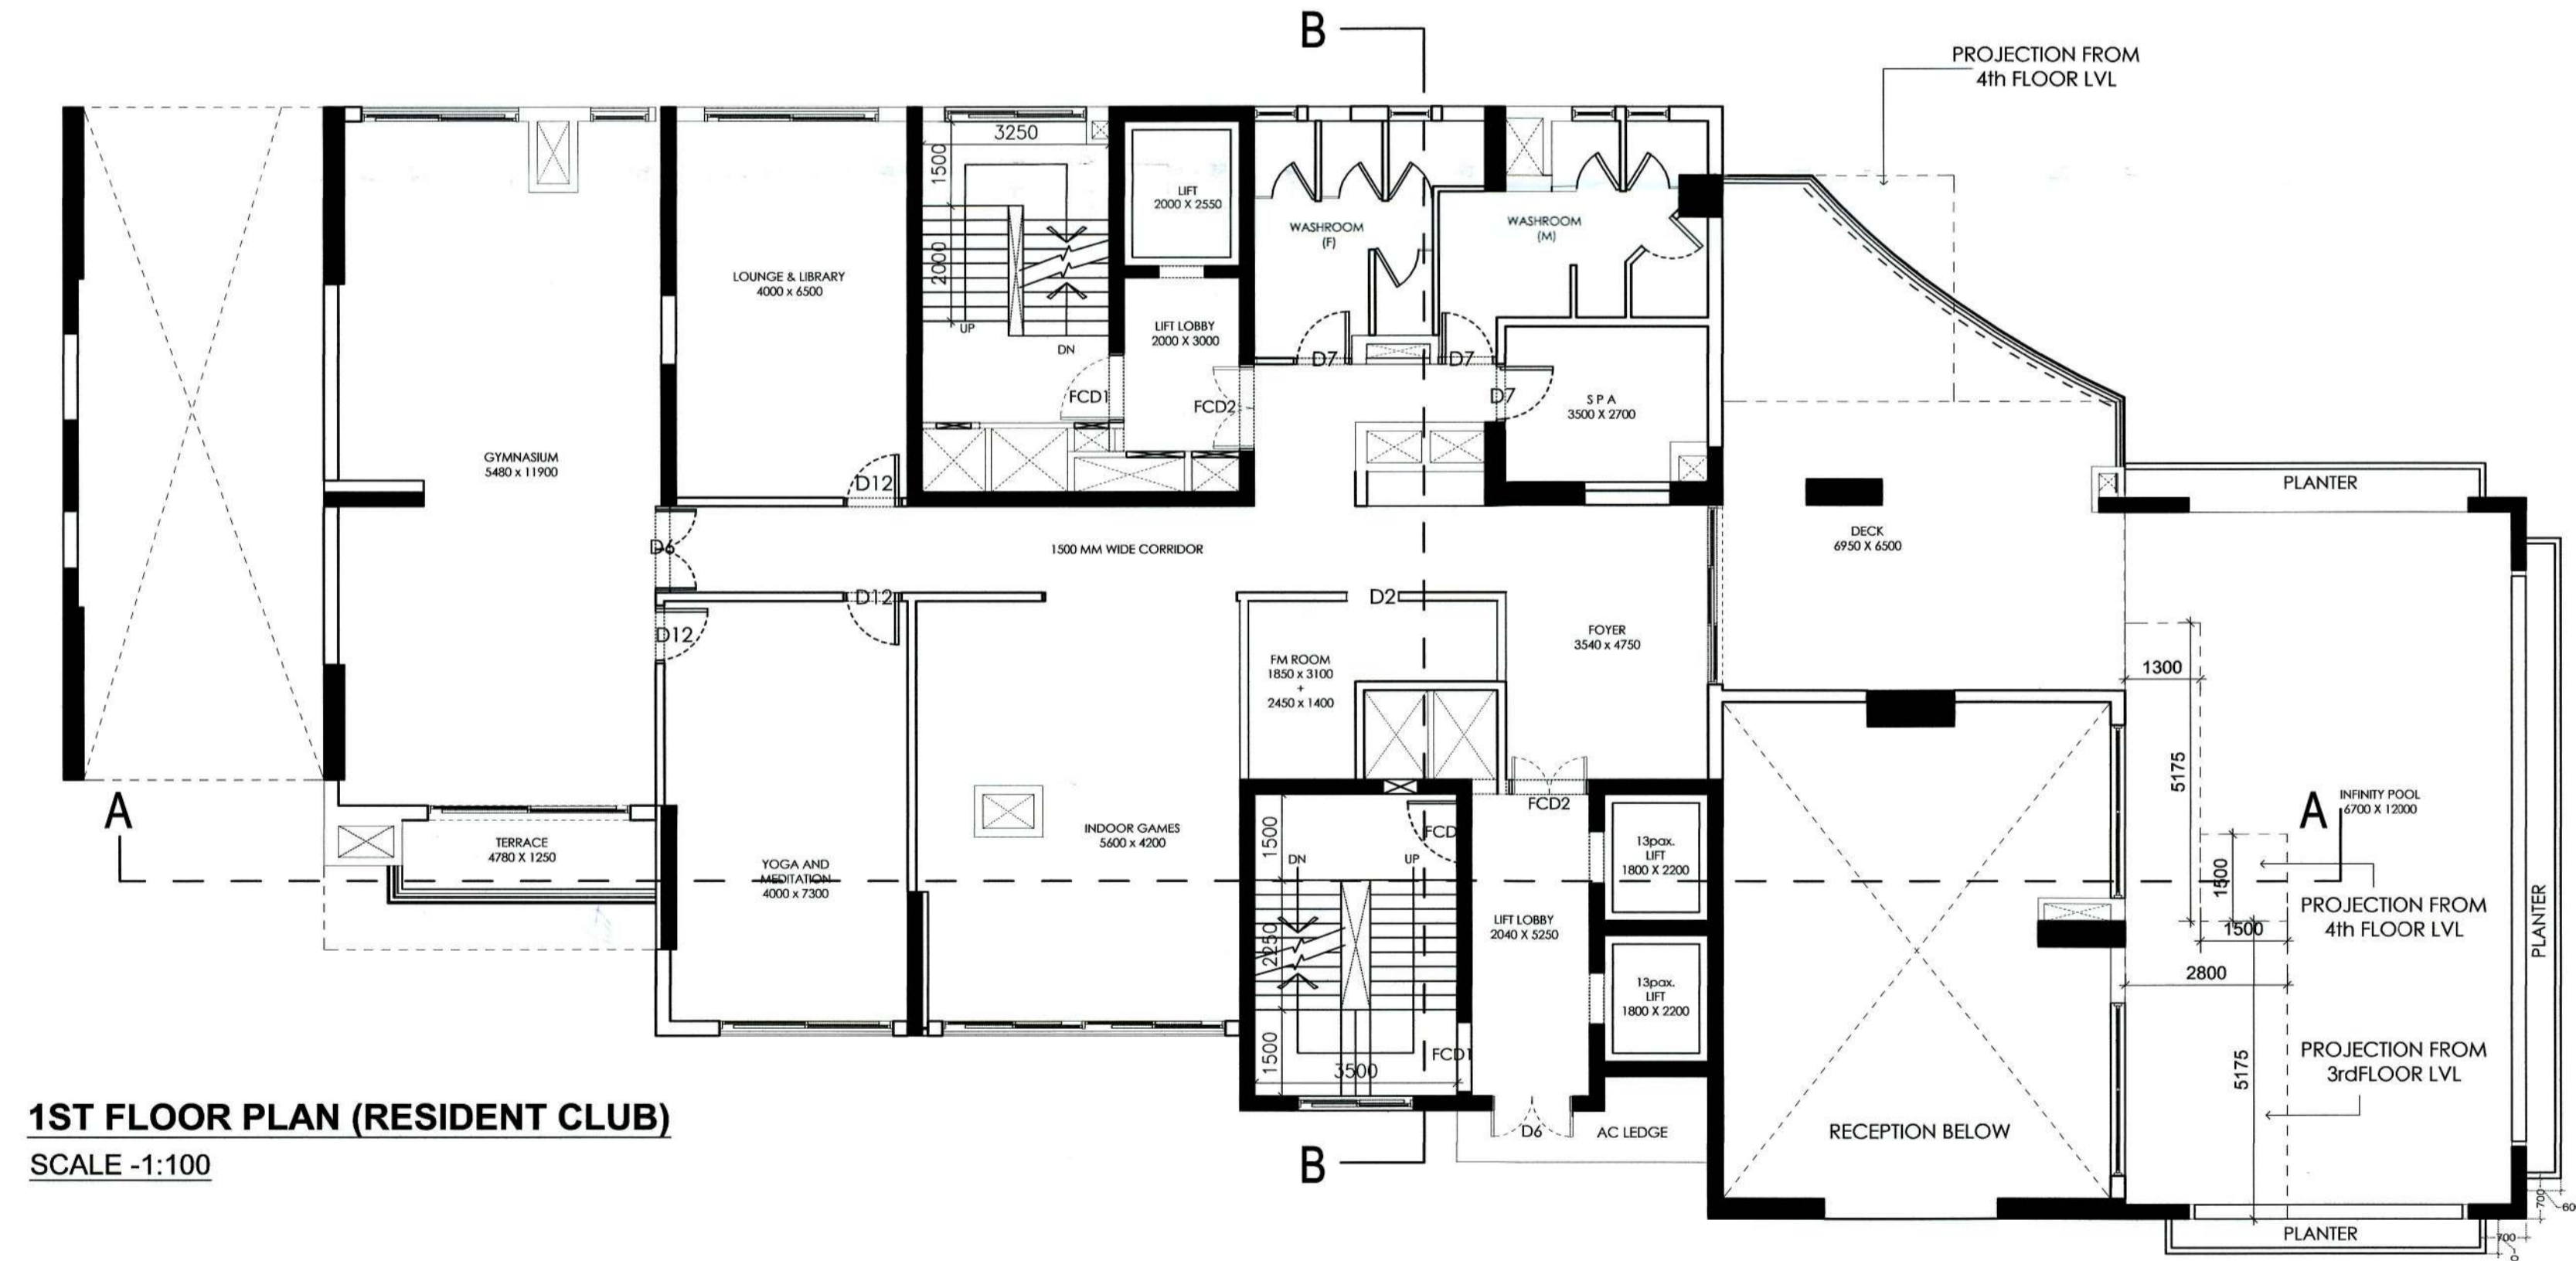 B
PROJECTION FROM
4th FLOOR LVL
3250
1500
2000
UP
DN
LIFT
2000 X 2550
LIFT LOBBY
2000 X 3000
FCD1
FCD2
WASHROOM
(F)
WASHROOM
(M)
D7
D7
D7
S P A
3500 X 2700
LOUNGE & LIBRARY
4000 x 6500
D12
GYMNASIUM
5480 x 11900
D6
1500 MM WIDE CORRIDOR
DECK
6950 X 6500
PLANTER
D12
D12
D2
FOYER
3540 x 4750
FM ROOM
1850 x 3100
+
2450 x 1400
1300
5175
INFINITY POOL
6700 X 12000
A
A
TERRACE
4780 X 1250
YOGA AND
MEDITATION
4000 x 7300
INDOOR GAMES
5600 x 4200
1500
DN
UP
FCD
2250
1500
3500
FCD1
FCD2
LIFT LOBBY
2040 X 5250
13pax.
LIFT
1800 X 2200
13pax.
LIFT
1800 X 2200
1500
1500
PROJECTION FROM
4th FLOOR LVL
2800
PLANTER
5175
PROJECTION FROM
3rdFLOOR LVL
RECEPTION BELOW
D6
AC LEDGE
B
PLANTER
700
700
1ST FLOOR PLAN (RESIDENT CLUB)
SCALE -1:100